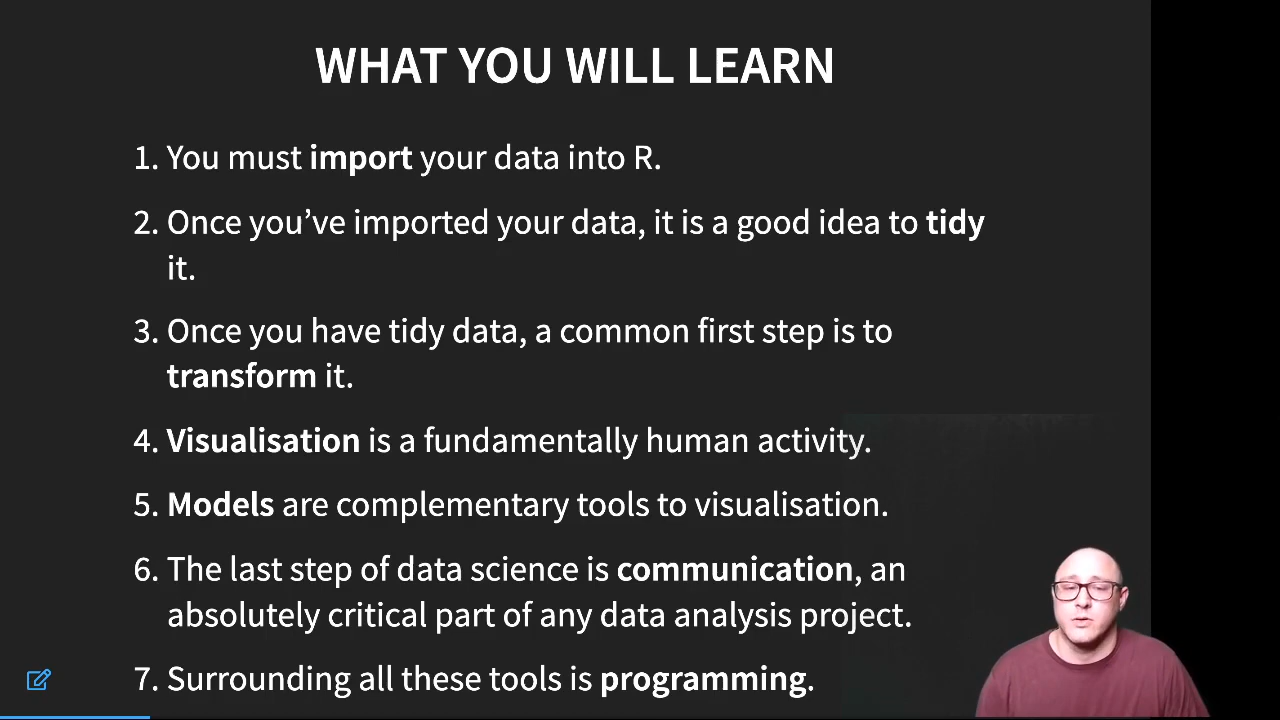 WHAT YOU WILL LEARN
1. You must import your data into R.
2. Once you’ve imported your data, it is a good idea to tidy
it.
3. Once you have tidy data, a common first step is to
transform it.
4. Visualisation is a fundamentally human activity.
5. Models are complementary tools to visualisation.
6. The last step of data science is communication, an
absolutely critical part of any data analysis project.
7. Surrounding all these tools is programming.